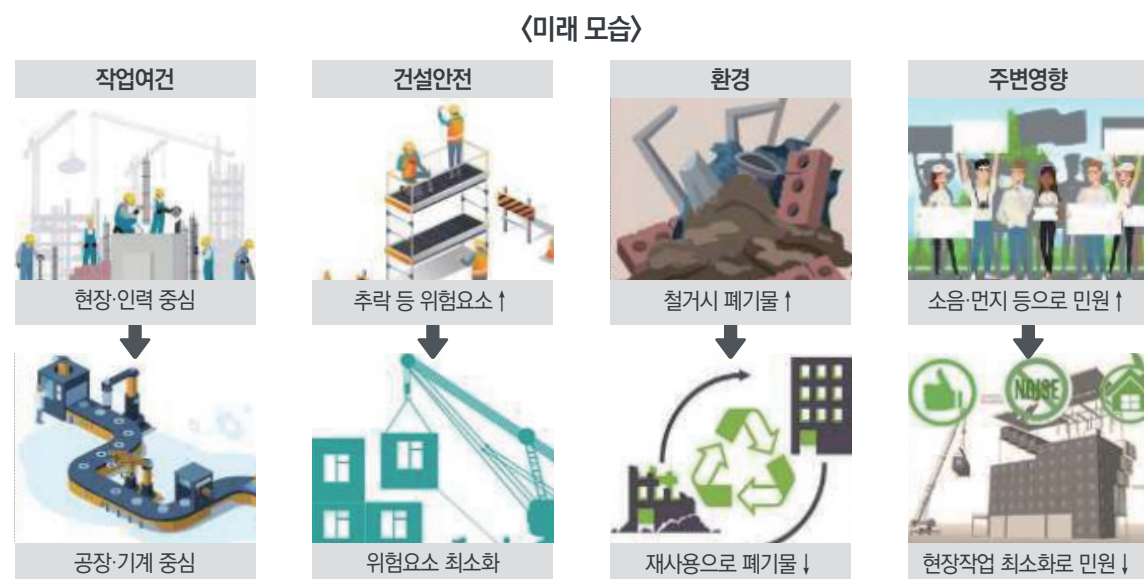 〈미래 모습〉
작업여건
건설안전
환경
주변영향
현장·인력 중심
추락 등 위험요소↑
철거시 폐기물↑
소음·먼지 등으로 민원↑
NOISE
공장·기계 중심
위험요소 최소화
재사용으로 폐기물↓
현장작업 최소화로 민원↓